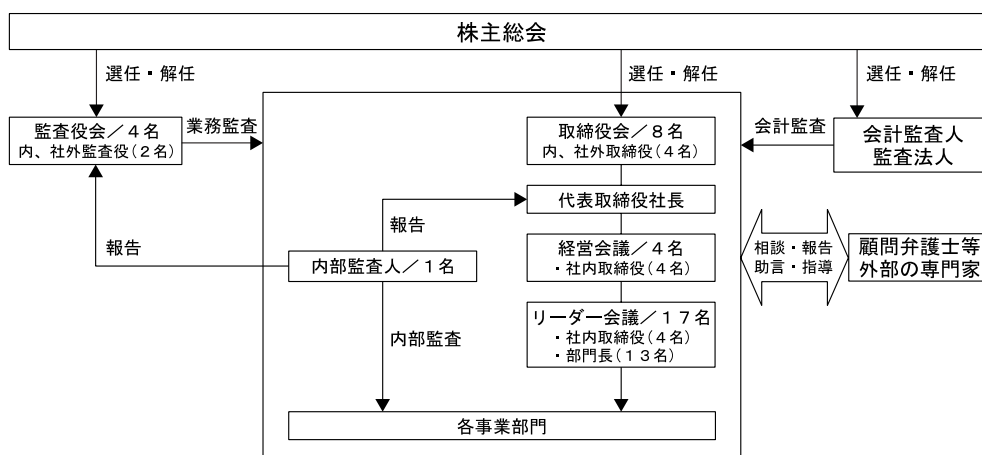 株主総会
選任・解任
選任・解任
選任・解任
監査役会／４名
内、社外監査役（２名）
業務監査
取締役会／８名
内、社外取締役（４名）
会計監査
会計監査人
監査法人
代表取締役社長
報告
報告
内部監査人／１名
経営会議／４名
・社内取締役（４名）
相談・報告
助言・指導
顧問弁護士等
外部の専門家
内部監査
リーダー会議／１７名
・社内取締役（４名）
・部門長（１３名）
各事業部門